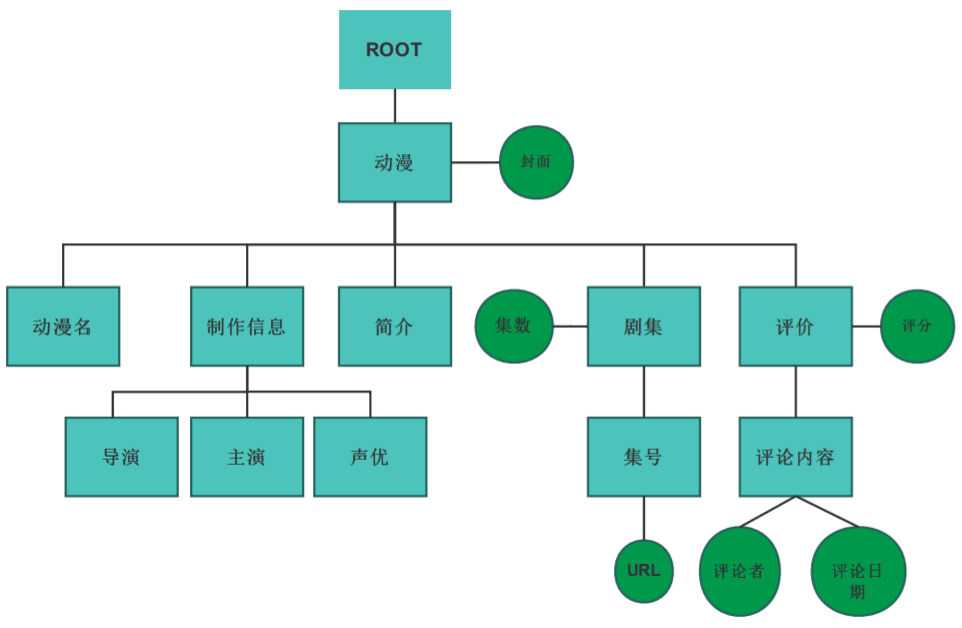 ROOT
动漫
封面
动漫名
制作信息
简介
集数
剧集
评价
评分
导演
主演
声优
集号
评论内容
URL
评论者
评论日
期